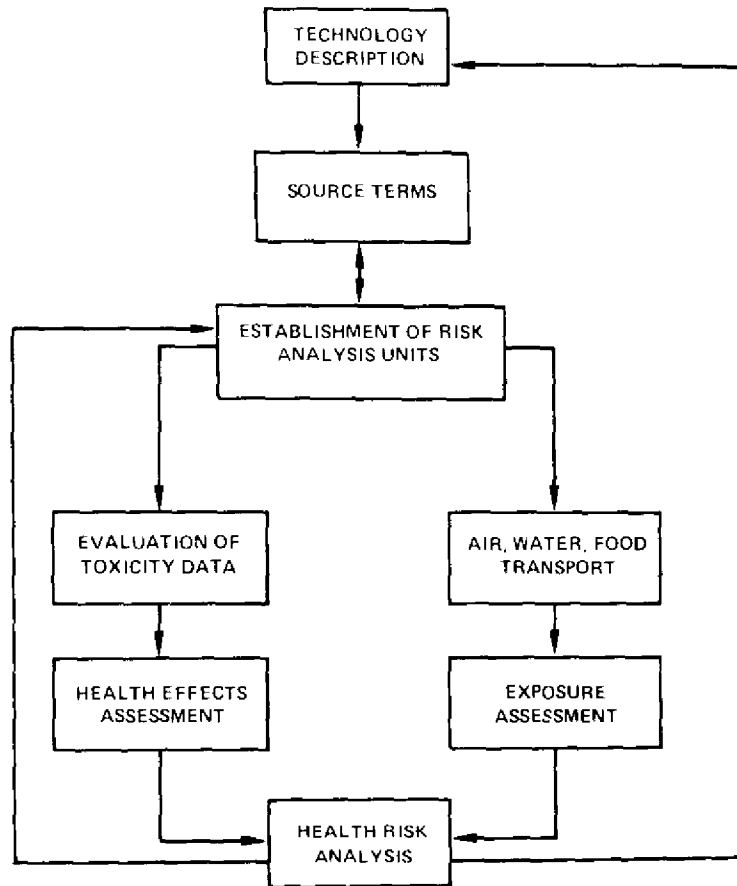 TECHNOLOGY
DESCRIPTION
SOURCE TERMS
ESTABLISHMENT OF RISK
ANALYSIS UNITS
EVALUATION OF
TOXICITY DATA
AIR, WATER, FOOD
TRANSPORT
HEALTH EFFECTS
ASSESSMENT
EXPOSURE
ASSESSMENT
HEALTH RISK
ANALYSIS